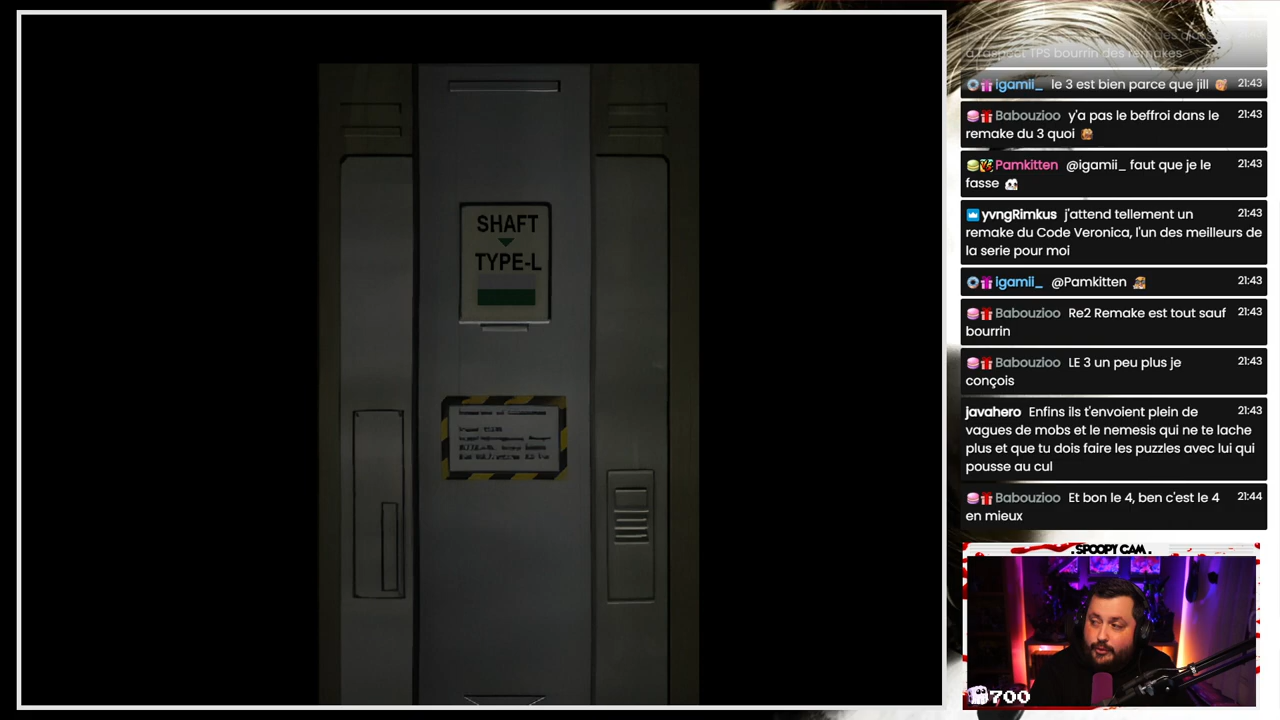 SHAFT
TYPE-L
à l'aspect TPS bourrin des remakes
igamii_ le 3 est bien parce que jill 21:43
Babouzioo y'a pas le beffroi dans le 21:43
remake du 3 quoi
Pamkitten @igamii_ faut que je le 21:43
fasse
yvngRimkus j'attend tellement un 21:43
remake du Code Veronica, l'un des meilleurs de
la serie pour moi
igamii_ @Pamkitten 21:43
Babouzioo Re2 Remake est tout sauf 21:43
bourrin
Babouzioo LE 3 un peu plus je 21:43
conçois
javahero Enfins ils t'envoient plein de 21:43
vagues de mobs et le nemesis qui ne te lache
plus et que tu dois faire les puzzles avec lui qui
pousse au cul
Babouzioo Et bon le 4, ben c'est le 4 21:44
en mieux
. SPOOPY CAM .
700